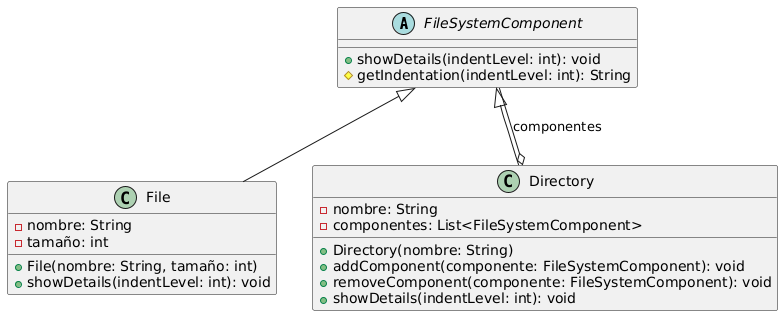 A FileSystemComponent
showDetails(indentLevel: int): void
getIndentation(indentLevel: int): String
componentes
C File
nombre: String
tamaño: int
File(nombre: String, tamaño: int)
showDetails(indentLevel: int): void
C Directory
nombre: String
componentes: List<FileSystemComponent>
Directory(nombre: String)
addComponent(componente: FileSystemComponent): void
removeComponent(componente: FileSystemComponent): void
showDetails(indentLevel: int): void